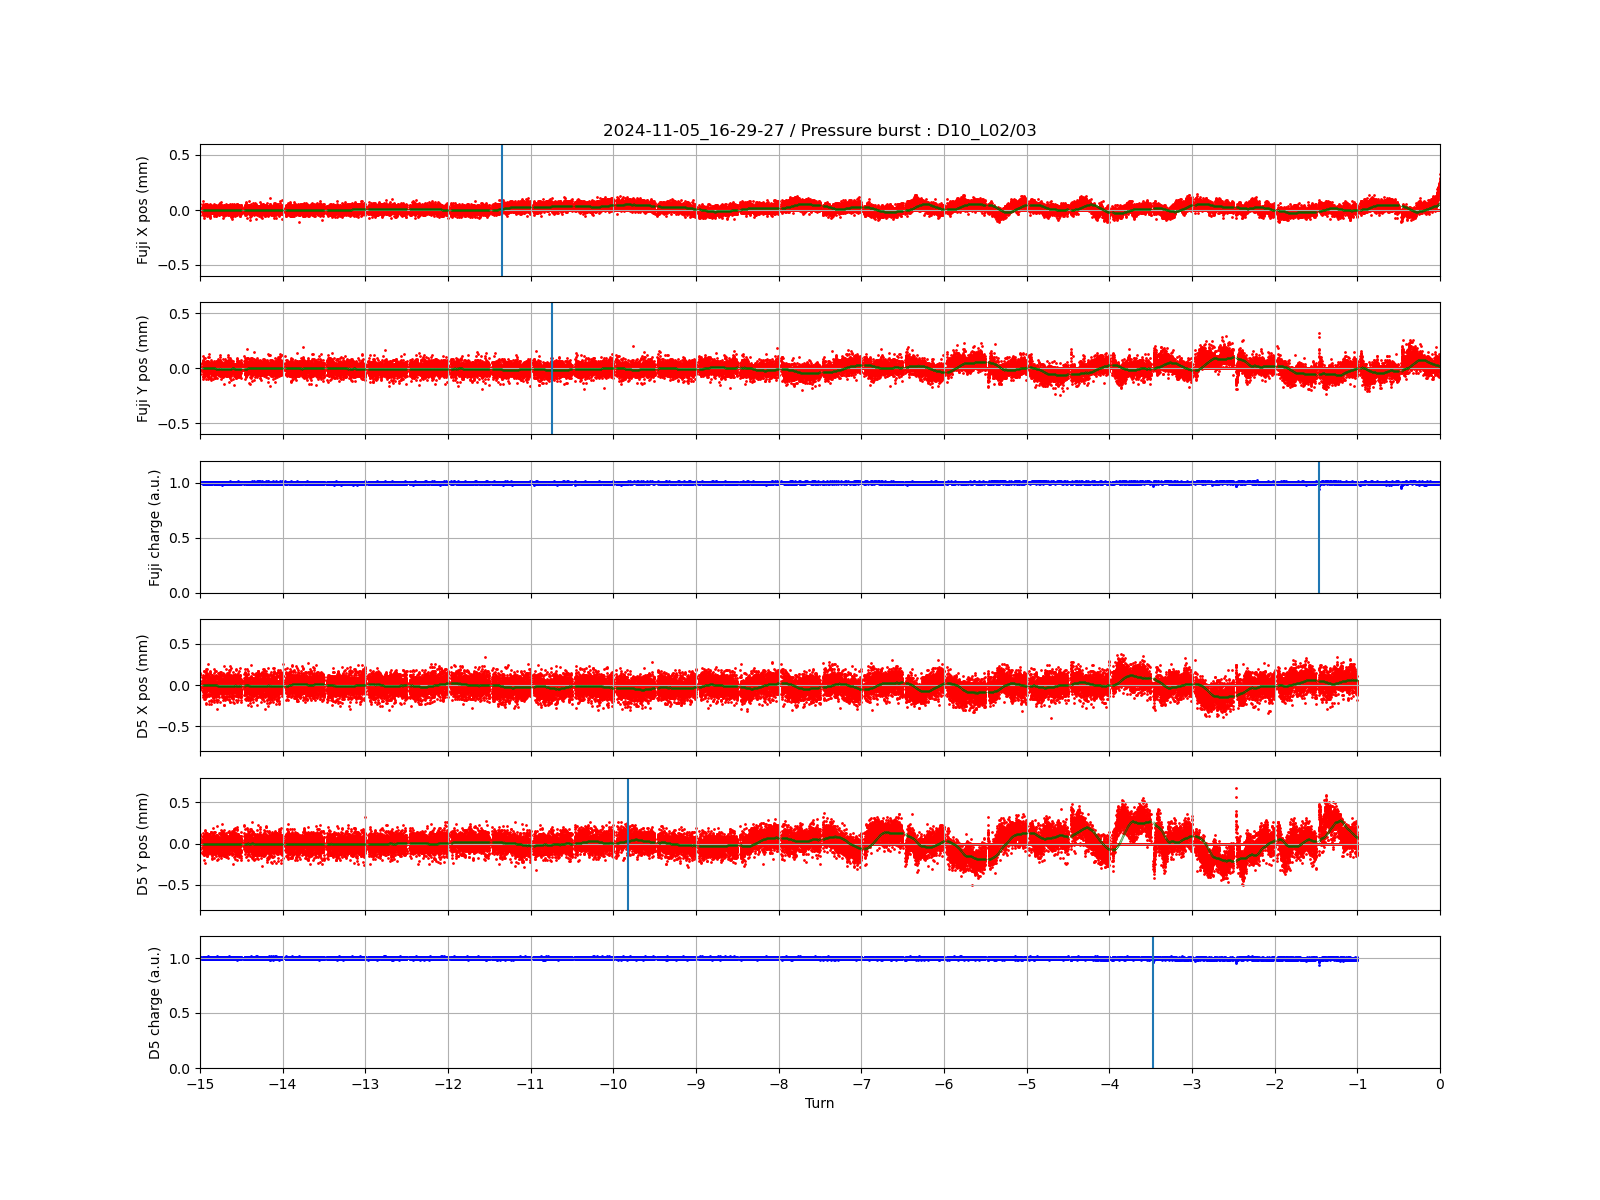 2024-11-05_16-29-27 / Pressure burst : D10_L02/03
Fuji X pos (mm)
0.5
0.0
−0.5
Fuji Y pos (mm)
0.5
0.0
−0.5
Fuji charge (a.u.)
1.0
0.5
0.0
D5 X pos (mm)
0.5
0.0
−0.5
D5 Y pos (mm)
0.5
0.0
−0.5
D5 charge (a.u.)
1.0
0.5
0.0
−15 −14 −13 −12 −11 −10 −9 −8 −7 −6 −5 −4 −3 −2 −1 0
Turn